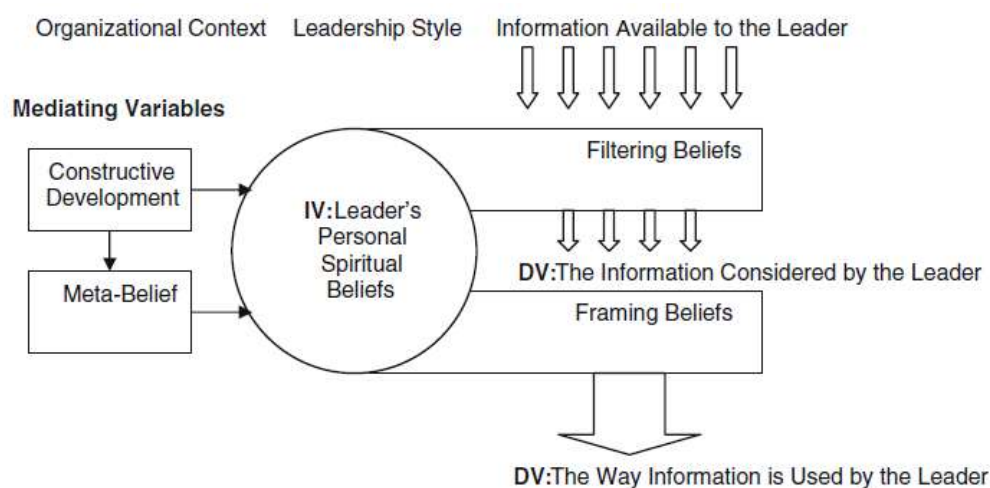 Organizational Context Leadership Style Information Available to the Leader
Mediating Variables
Constructive
Development
Meta-Belief
IV:Leader's
Personal
Spiritual
Beliefs
Filtering Beliefs
DV:The Information Considered by the Leader
Framing Beliefs
DV:The Way Information is Used by the Leader